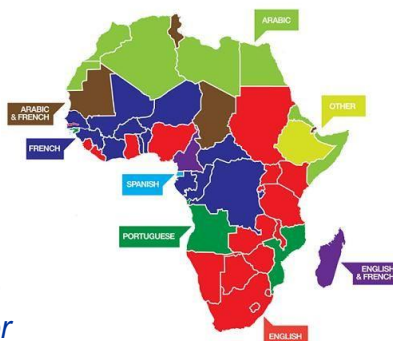 ARABIC
ARABIC
& FRENCH
OTHER
FRENCH
SPANISH
PORTUGUESE
ENGLISH
& FRENCH
ENGLISH